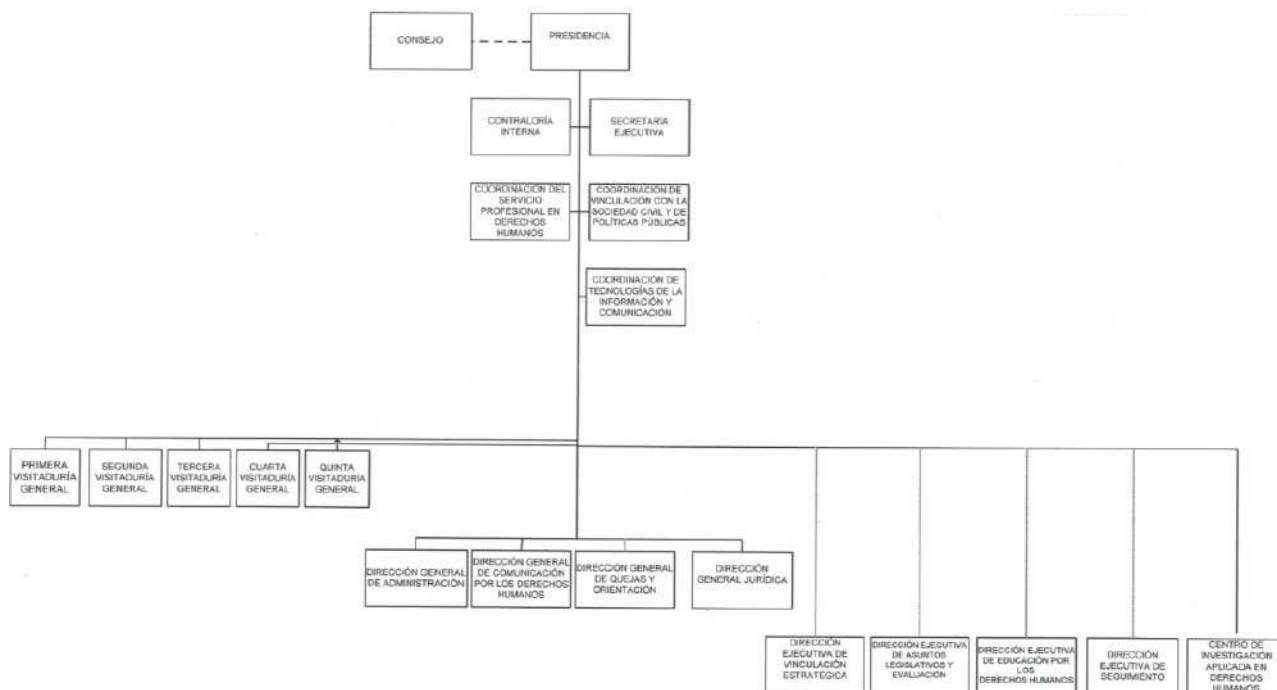 CONSEJO
PRESIDENCIA
CONTRALORÍA
INTERNA
SECRETARÍA
EJECUTIVA
COORDINACIÓN DEL
SERVICIO
PROFESIONAL EN
DERECHOS
HUMANOS
COORDINACIÓN DE
VINCULACIÓN CON LA
SOCIEDAD CIVIL Y DE
POLÍTICAS PÚBLICAS
COORDINACIÓN DE
TECNOLOGÍAS DE LA
INFORMACIÓN Y
COMUNICACIÓN
PRIMERA
VISITADURÍA
GENERAL
SEGUNDA
VISITADURÍA
GENERAL
TERCERA
VISITADURÍA
GENERAL
CUARTA
VISITADURÍA
GENERAL
QUINTA
VISITADURÍA
GENERAL
DIRECCIÓN GENERAL
DE ADMINISTRACIÓN
DIRECCIÓN GENERAL
DE COMUNICACIÓN
POR LOS DERECHOS
HUMANOS
DIRECCIÓN GENERAL
DE QUEJAS Y
ORIENTACIÓN
DIRECCIÓN
GENERAL JURÍDICA
DIRECCIÓN
EJECUTIVA DE
VINCULACIÓN
ESTRATÉGICA
DIRECCIÓN EJECUTIVA
DE ASUNTOS
LEGISLATIVOS Y
EVALUACIÓN
DIRECCIÓN EJECUTIVA
DE EDUCACIÓN POR
LOS
DERECHOS HUMANOS
DIRECCIÓN
EJECUTIVA DE
SEGUIMIENTO
CENTRO DE
INVESTIGACIÓN
APLICADA EN
DERECHOS
HUMANOS